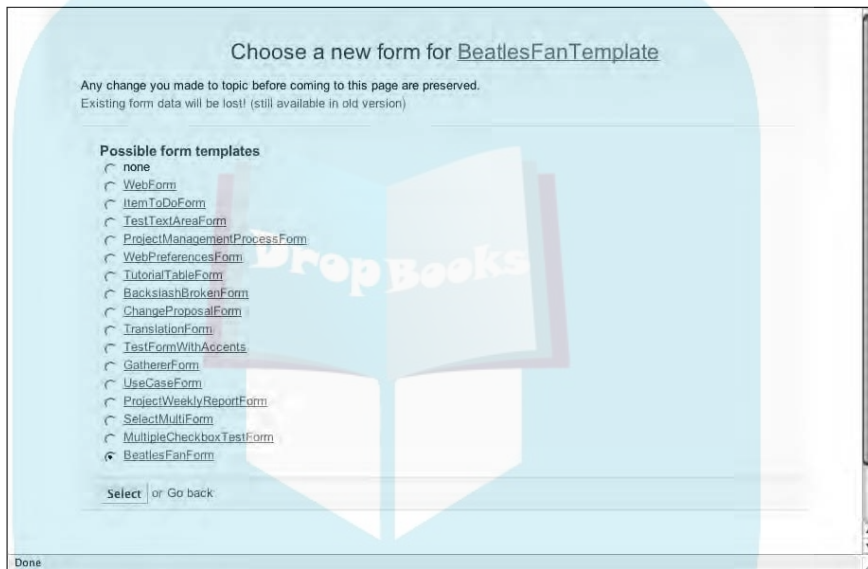 Choose a new form for BeatlesFanTemplate
Any change you made to topic before coming to this page are preserved.
Existing form data will be lost! (still available in old version)
Possible form templates
none
WebForm
ItemToDoForm
TestTextAreaForm
ProjectManagementProcessForm
WebPreferencesForm
TutorialTableForm
BackslashBrokenForm
ChangeProposalForm
TranslationForm
TestFormWithAccents
GathererForm
UseCaseForm
ProjectWeeklyReportForm
SelectMultiForm
MultipleCheckboxTestForm
BeatlesFanForm
Select or Go back
DropBooks
Done